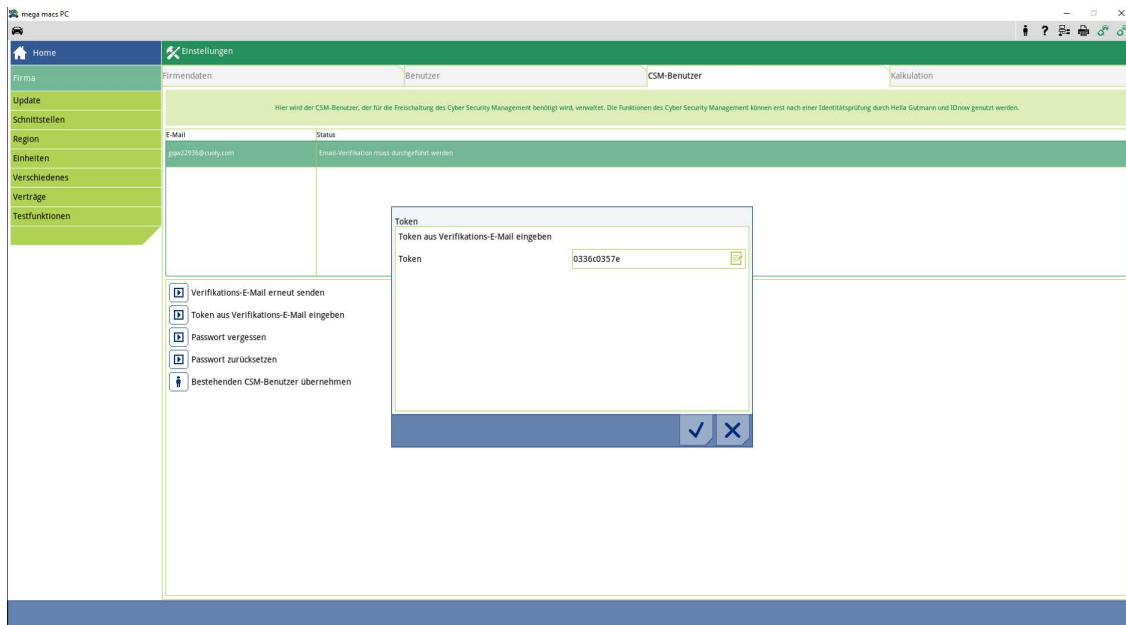 mega macs PC
Home
Einstellungen
Firma
Firmendaten
Benutzer
CSM-Benutzer
Kalkulation
Update
Schnittstellen
Region
Einheiten
Verschiedenes
Verträge
Testfunktionen
Hier wird der CSM-Benutzer, der für die Freischaltung des Cyber Security Management benötigt wird, verwaltet. Die Funktionen des Cyber Security Management können erst nach einer Identitätsprüfung durch Hella Gutmann und IDnow genutzt werden.
E-Mail
Status
gqw22936@cuoly.com
Email-Verifikation muss durchgeführt werden
Token
Token aus Verifikations-E-Mail eingeben
Token
0336c0357e
Verifikations-E-Mail erneut senden
Token aus Verifikations-E-Mail eingeben
Passwort vergessen
Passwort zurücksetzen
Bestehenden CSM-Benutzer übernehmen